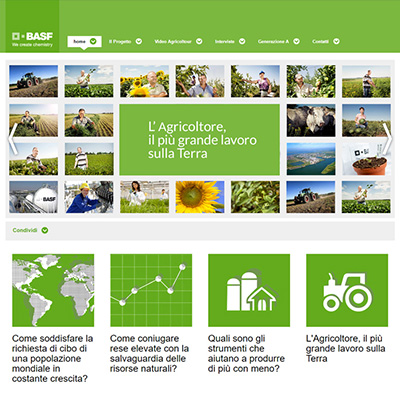 BASF
We create chemistry
home
Il Progetto
Video Agricoltose
Interviste
Generazione A
Contatti
L' Agricoltore,
il più grande lavoro
sulla Terra
BASF
Condividi
Come soddisfare la
richiesta di cibo di
una popolazione
mondiale in
costante crescita?
Come coniugare
rese elevate con la
salvaguardia delle
risorse naturali?
Quali sono gli
strumenti che
aiutano a produrre
di più con meno?
L'Agricoltore, il più
grande lavoro sulla
Terra